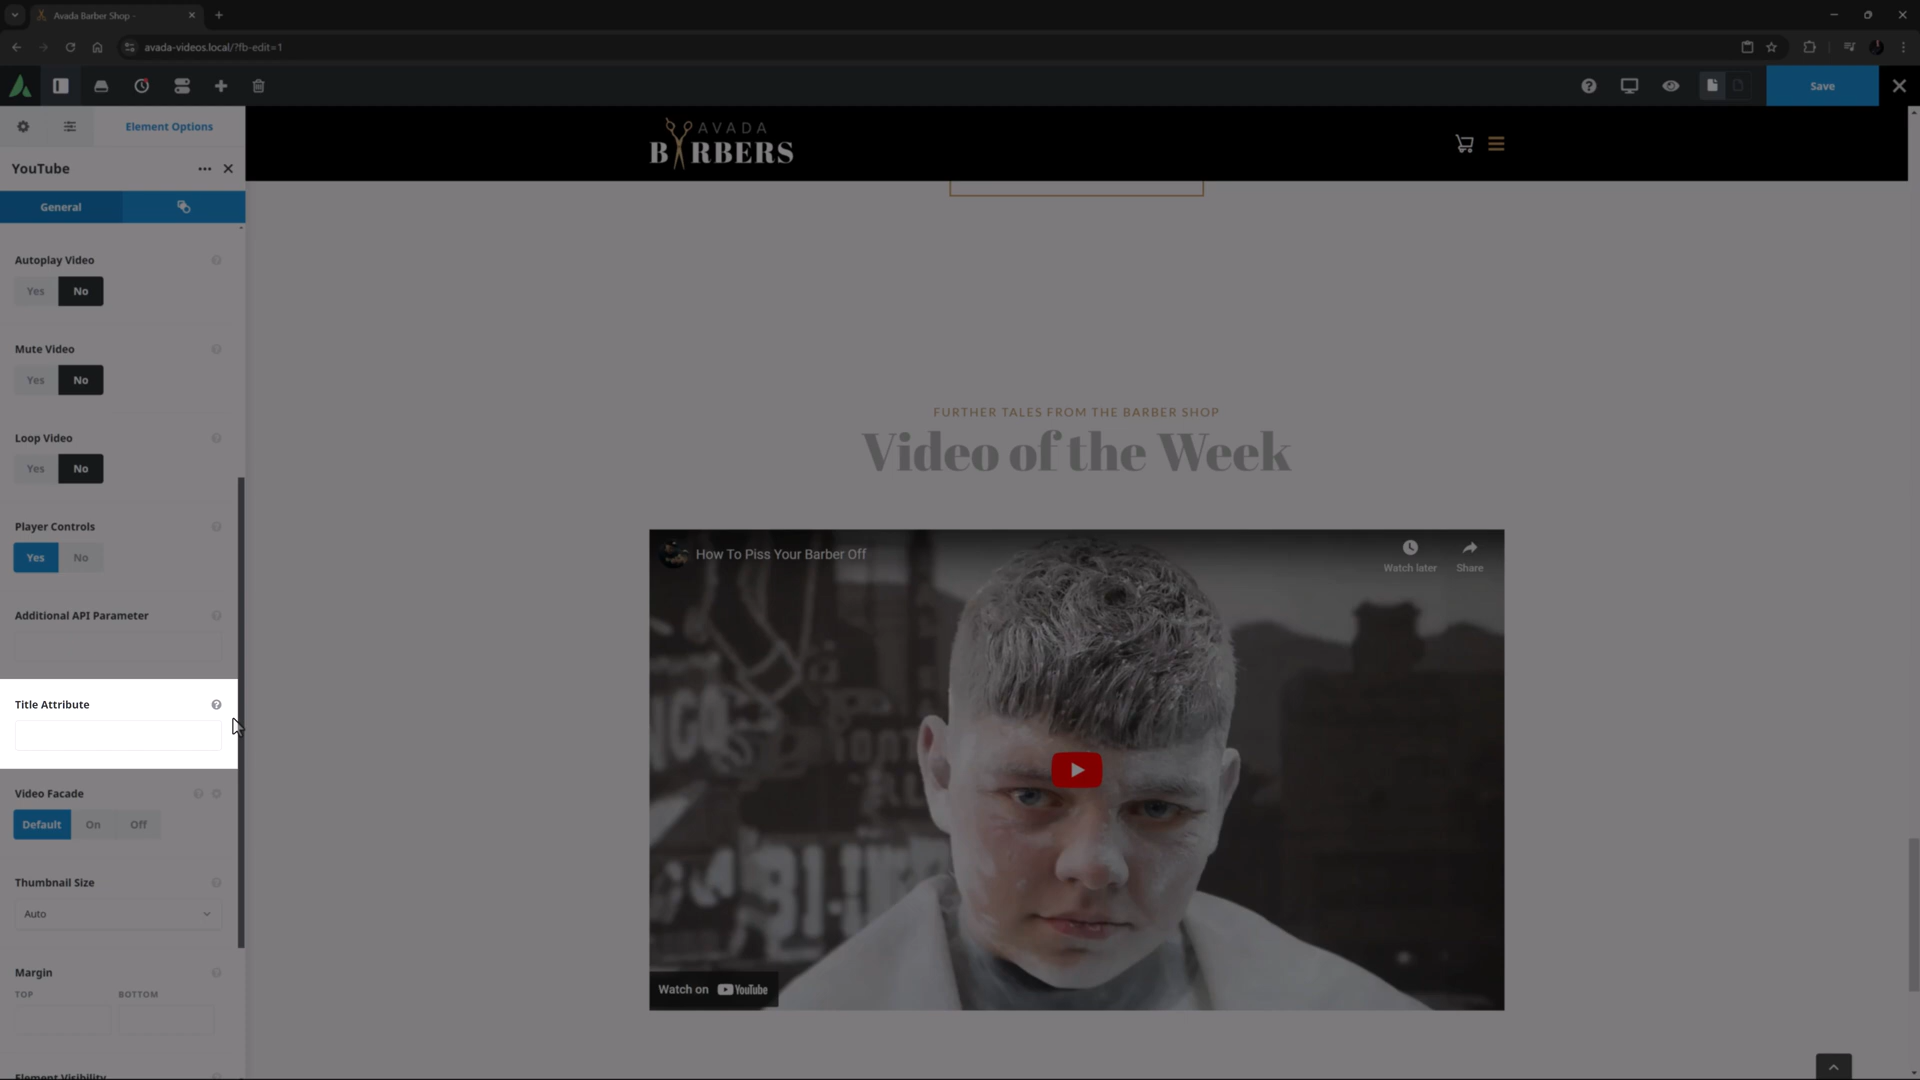 Avada Barber Shop -
avada-videos.local/?fb-edit=1
Save
Element Options
YouTube
General
Autoplay Video
Yes No
Mute Video
Yes No
Loop Video
Yes No
Player Controls
Yes No
Additional API Parameter
Title Attribute
Video Facade
Default On Off
Thumbnail Size
Auto
Margin
TOP BOTTOM
Element Visibility
AVADA
BARBERS
FURTHER TALES FROM THE BARBER SHOP
Video of the Week
How To Piss Your Barber Off
Watch later Share
Watch on YouTube